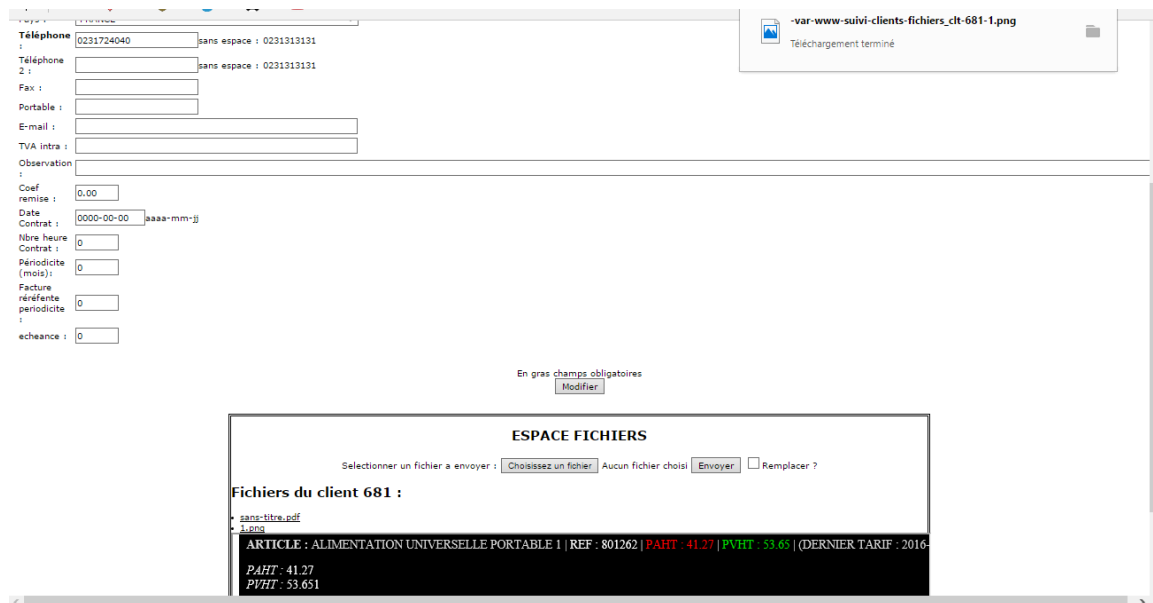 -var-www-suivi-clients-fichiers_clt-681-1.png
Téléchargement terminé
Pays : FRANCE
Téléphone : 0231724040 sans espace : 0231313131
Téléphone 2 : sans espace : 0231313131
Fax :
Portable :
E-mail :
TVA intra :
Observation :
Coef remise : 0.00
Date Contrat : 0000-00-00 aaaa-mm-jj
Nbre heure Contrat : 0
Périodicite (mois): 0
Facture réréfente periodicite : 0
echeance : 0
En gras champs obligatoires
Modifier
ESPACE FICHIERS
Selectionner un fichier a envoyer : Choisissez un fichier Aucun fichier choisi Envoyer Remplacer ?
Fichiers du client 681 :
sans-titre.pdf
1.png
ARTICLE : ALIMENTATION UNIVERSELLE PORTABLE 1 | REF : 801262 | PAHT : 41.27 | PVHT : 53.65 | (DERNIER TARIF : 2016-
PAHT : 41.27
PVHT : 53.651